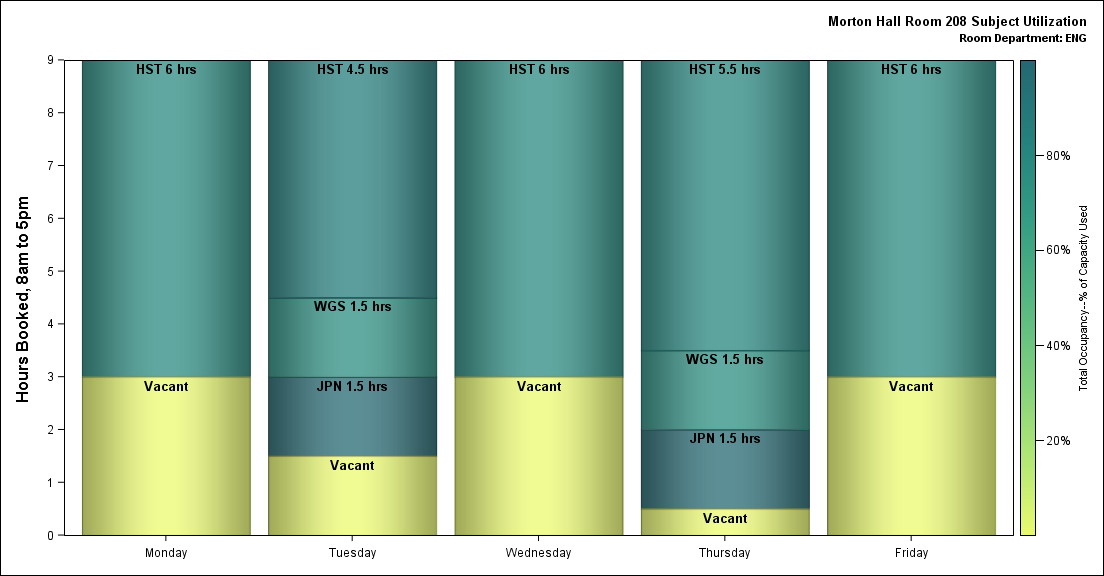 Morton Hall Room 208 Subject Utilization
Room Department: ENG
Hours Booked, 8am to 5pm
9
8
7
6
5
4
3
2
1
0
HST 6 hrs
Vacant
HST 4.5 hrs
WGS 1.5 hrs
JPN 1.5 hrs
Vacant
HST 6 hrs
Vacant
HST 5.5 hrs
WGS 1.5 hrs
JPN 1.5 hrs
Vacant
HST 6 hrs
Vacant
Monday
Tuesday
Wednesday
Thursday
Friday
80%
60%
40%
20%
Total Occupancy--% of Capacity Used